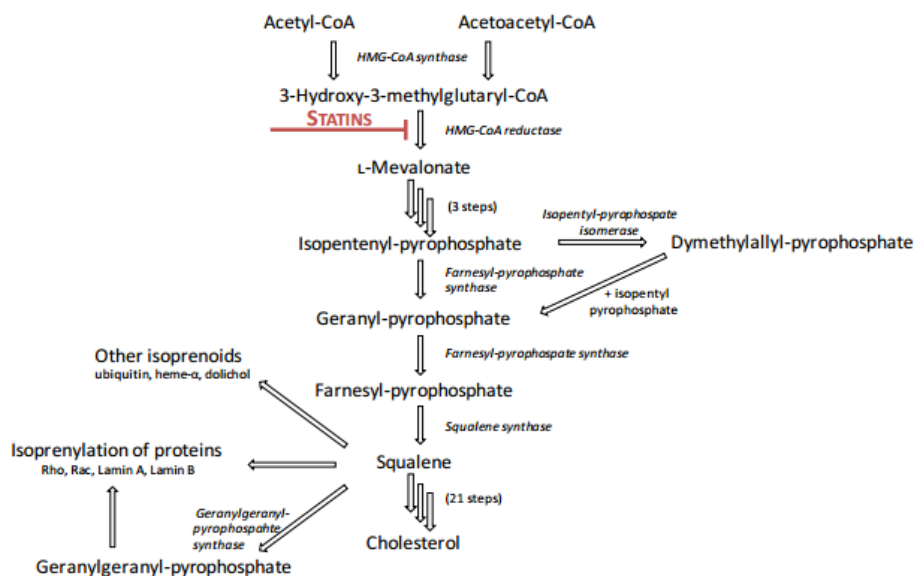 Acetyl-CoA
Acetoacetyl-CoA
HMG-CoA synthase
3-Hydroxy-3-methylglutaryl-CoA
STATINS
HMG-CoA reductase
L-Mevalonate
(3 steps)
Isopentyl-pyrophospate
isomerase
Isopentenyl-pyrophosphate
Dymethylallyl-pyrophosphate
Farnesyl-pyrophosphate
synthase
+ isopentyl
pyrophosphate
Geranyl-pyrophosphate
Farnesyl-pyrophospate synthase
Other isoprenoids
ubiquitin, heme-α, dolichol
Farnesyl-pyrophosphate
Squalene synthase
Isoprenylation of proteins
Rho, Rac, Lamin A, Lamin B
Squalene
(21 steps)
Geranylgeranyl-
pyrophospahte
synthase
Cholesterol
Geranylgeranyl-pyrophosphate